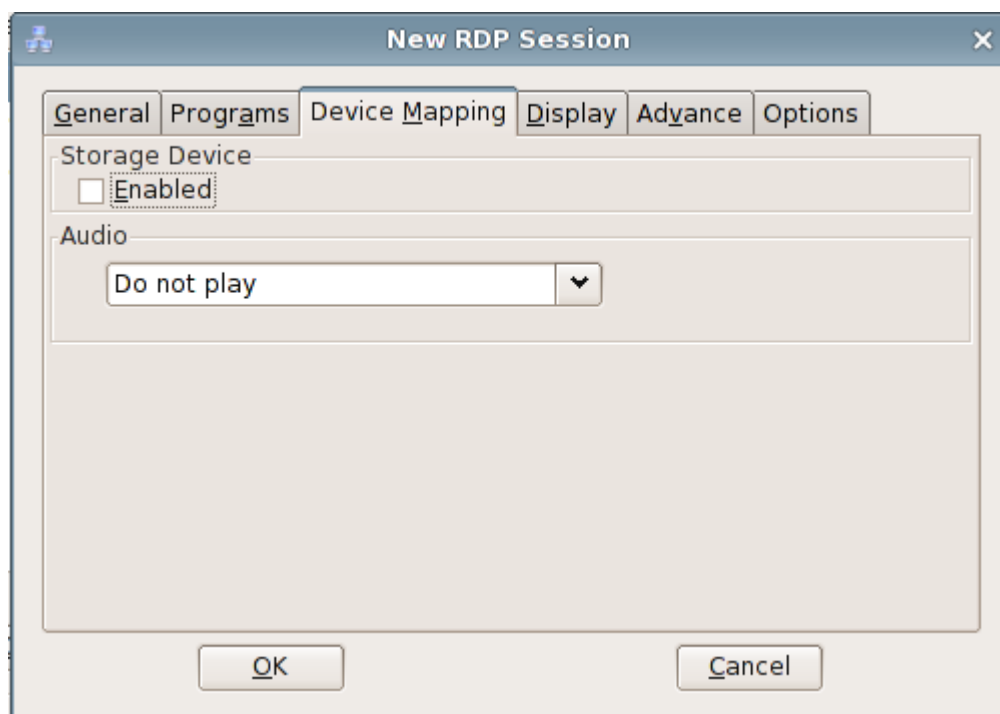 New RDP Session
General Programs Device Mapping Display Advance Options
Storage Device
Enabled
Audio
Do not play
OK Cancel